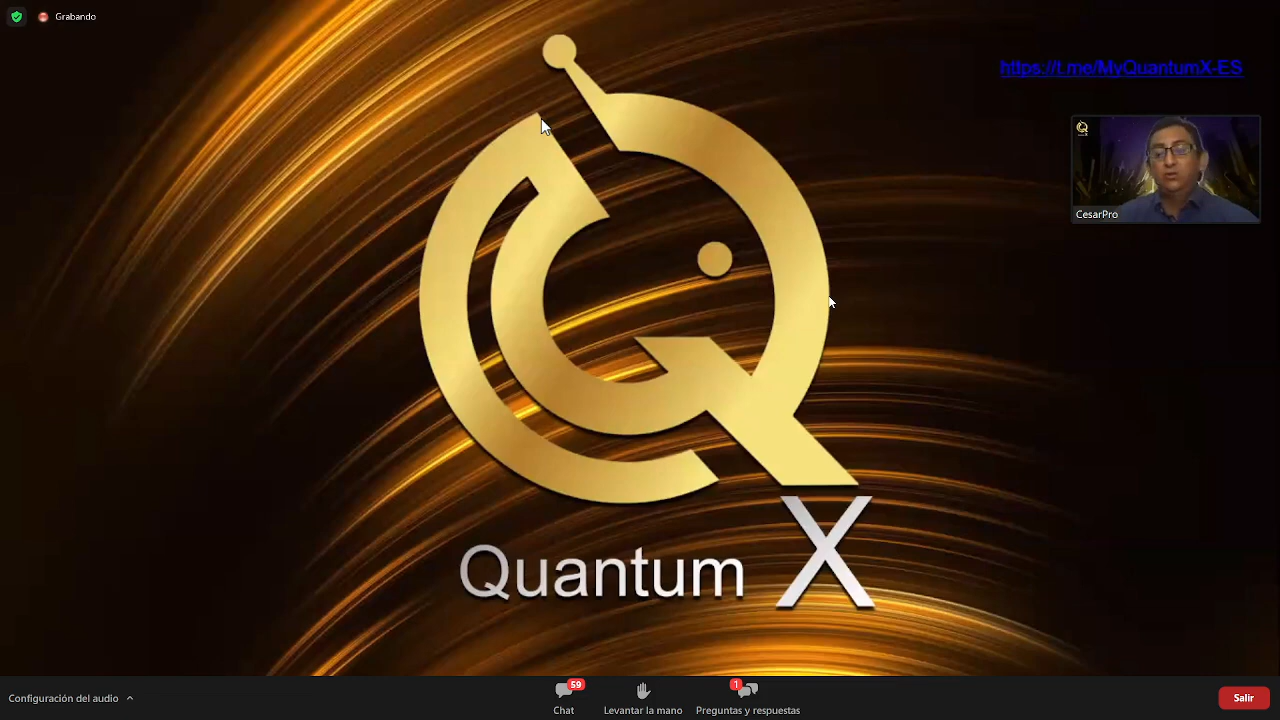 Grabando
https://t.me/MyQuantumX-ES
CesarPro
Quantum X
Configuración del audio
59
Chat
Levantar la mano
1
Preguntas y respuestas
Salir